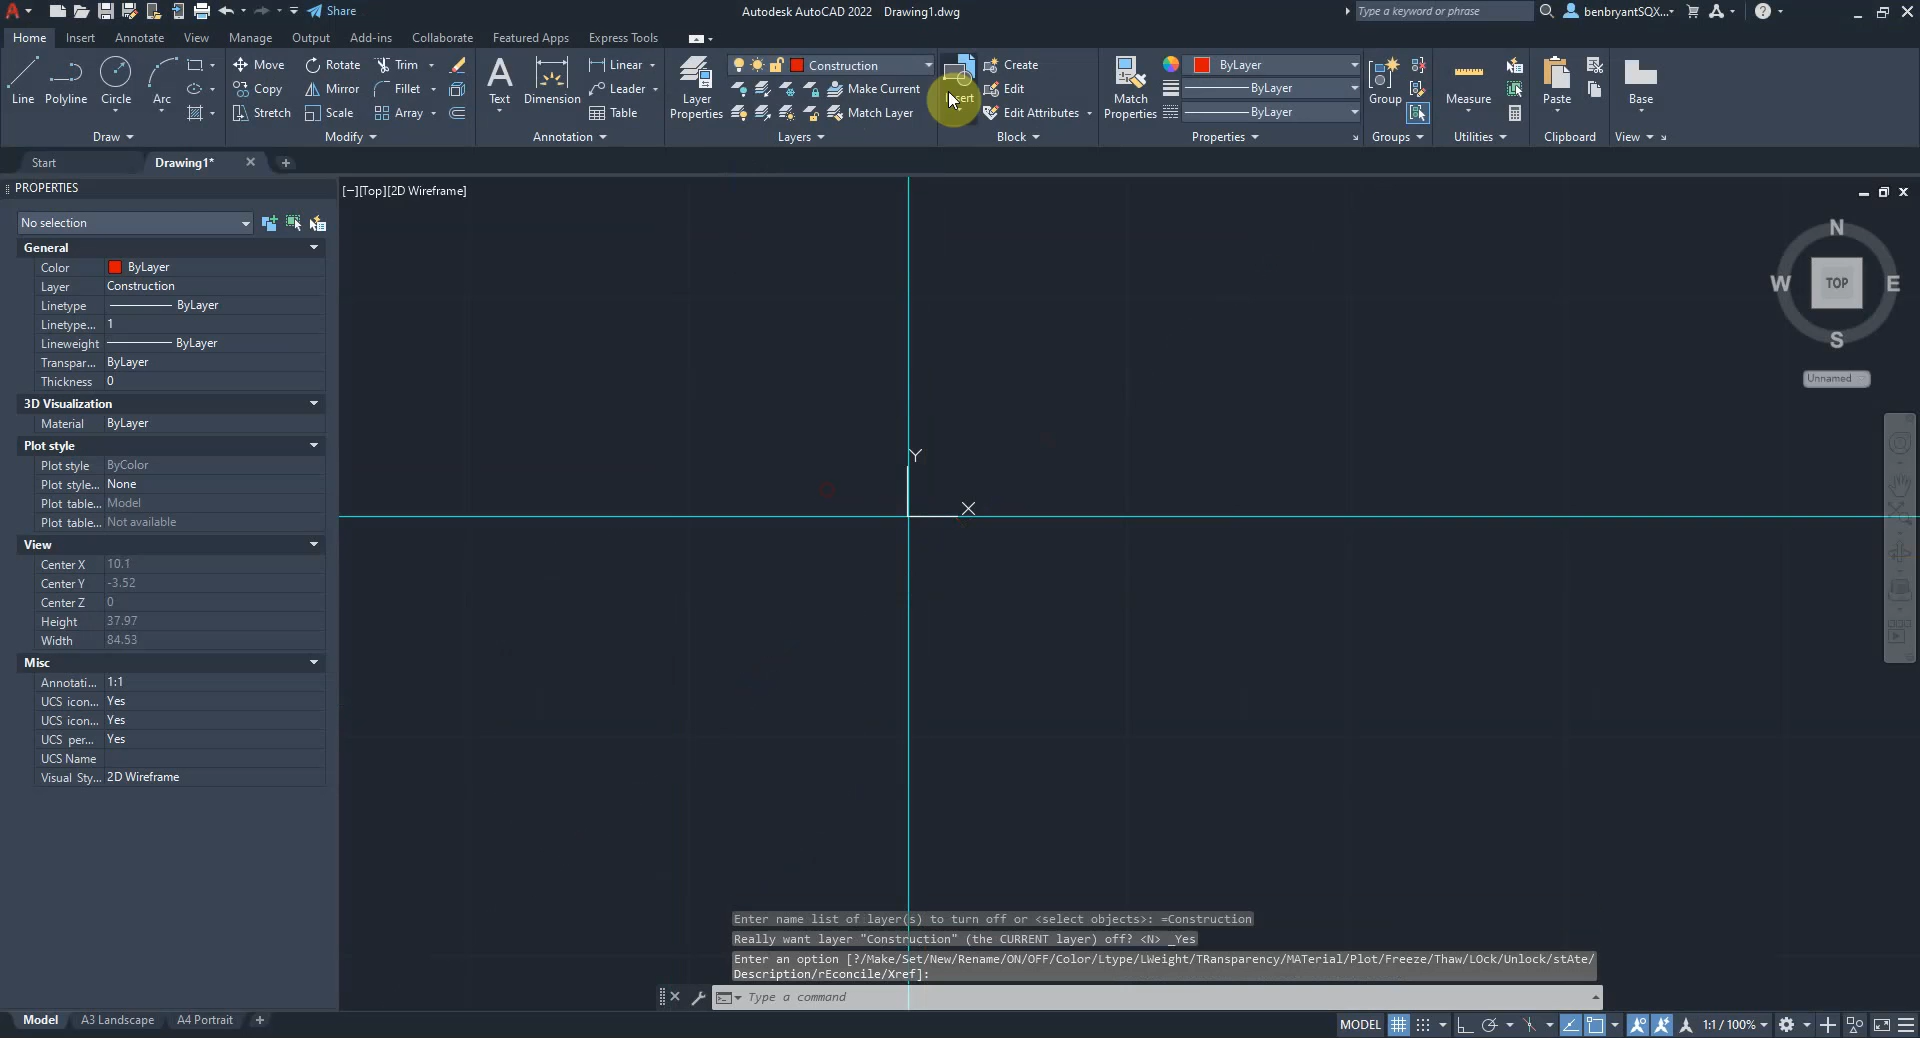 Share
Autodesk AutoCAD 2022 Drawing1.dwg
Type a keyword or phrase
benbryantSQX...
Home Insert Annotate View Manage Output Add-ins Collaborate Featured Apps Express Tools
Line Polyline Circle Arc
Draw
Move Rotate Trim
Copy Mirror Fillet
Stretch Scale Array
Modify
Text Dimension
Linear
Leader
Table
Annotation
Layer
Properties
Construction
Make Current
Match Layer
Layers
Create
Edit
Edit Attributes
Block
Match
Properties
ByLayer
ByLayer
ByLayer
Properties
Group
Groups
Measure
Utilities
Paste
Clipboard
Base
View
Start Drawing1*
PROPERTIES
No selection
General
Color ByLayer
Layer Construction
Linetype ByLayer
Linetype... 1
Lineweight ByLayer
Transpar... ByLayer
Thickness 0
3D Visualization
Material ByLayer
Plot style
Plot style ByColor
Plot style... None
Plot table... Model
Plot table... Not available
View
Center X 10.1
Center Y -3.52
Center Z 0
Height 37.97
Width 84.53
Misc
Annotati... 1:1
UCS icon... Yes
UCS icon... Yes
UCS per... Yes
UCS Name
Visual Sty... 2D Wireframe
[−][Top][2D Wireframe]
N
W TOP E
S
Unnamed
Y
X
Enter name list of layer(s) to turn off or <select objects>: =Construction
Really want layer "Construction" (the CURRENT layer) off? <N> _Yes
Enter an option [?/Make/Set/New/Rename/ON/OFF/Color/Ltype/LWeight/TRansparency/MATerial/Plot/Freeze/Thaw/LOck/Unlock/stAte/
Description/rEconcile/Xref]:
Type a command
Model A3 Landscape A4 Portrait
MODEL 1:1 / 100%